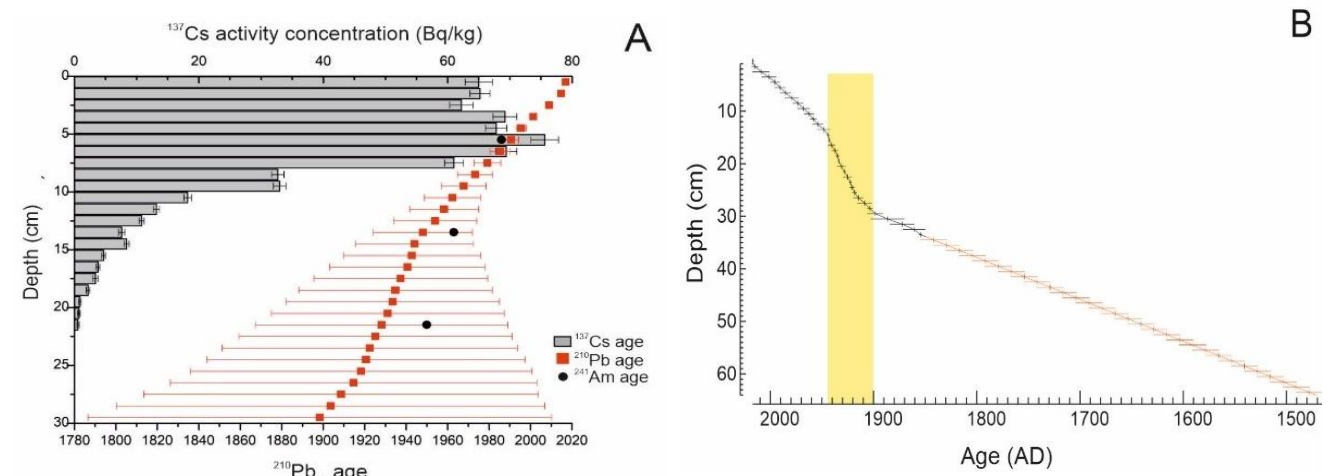 ¹³⁷Cs activity concentration (Bq/kg)
A
0 20 40 60 80
Depth (cm)
0
5
10
15
20
25
30
¹³⁷Cs age
²¹⁰Pb age
²⁴¹Am age
1780 1800 1820 1840 1860 1880 1900 1920 1940 1960 1980 2000 2020
²¹⁰Pb age
B
Depth (cm)
10
20
30
40
50
60
2000 1900 1800 1700 1600 1500
Age (AD)